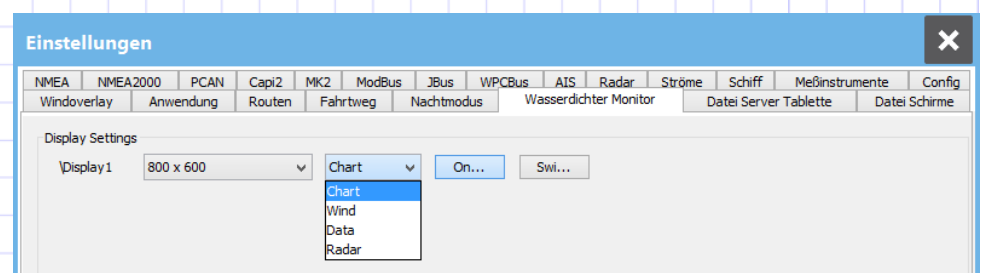 Einstellungen
NMEA NMEA2000 PCAN Capi2 MK2 ModBus JBus WPCBus AIS Radar Ströme Schiff Meßinstrumente Config
Windoverlay Anwendung Routen Fahrtweg Nachtmodus Wasserdichter Monitor Datei Server Tablette Datei Schirme
Display Settings
\Display1 800 x 600 Chart On... Swi...
Chart
Wind
Data
Radar